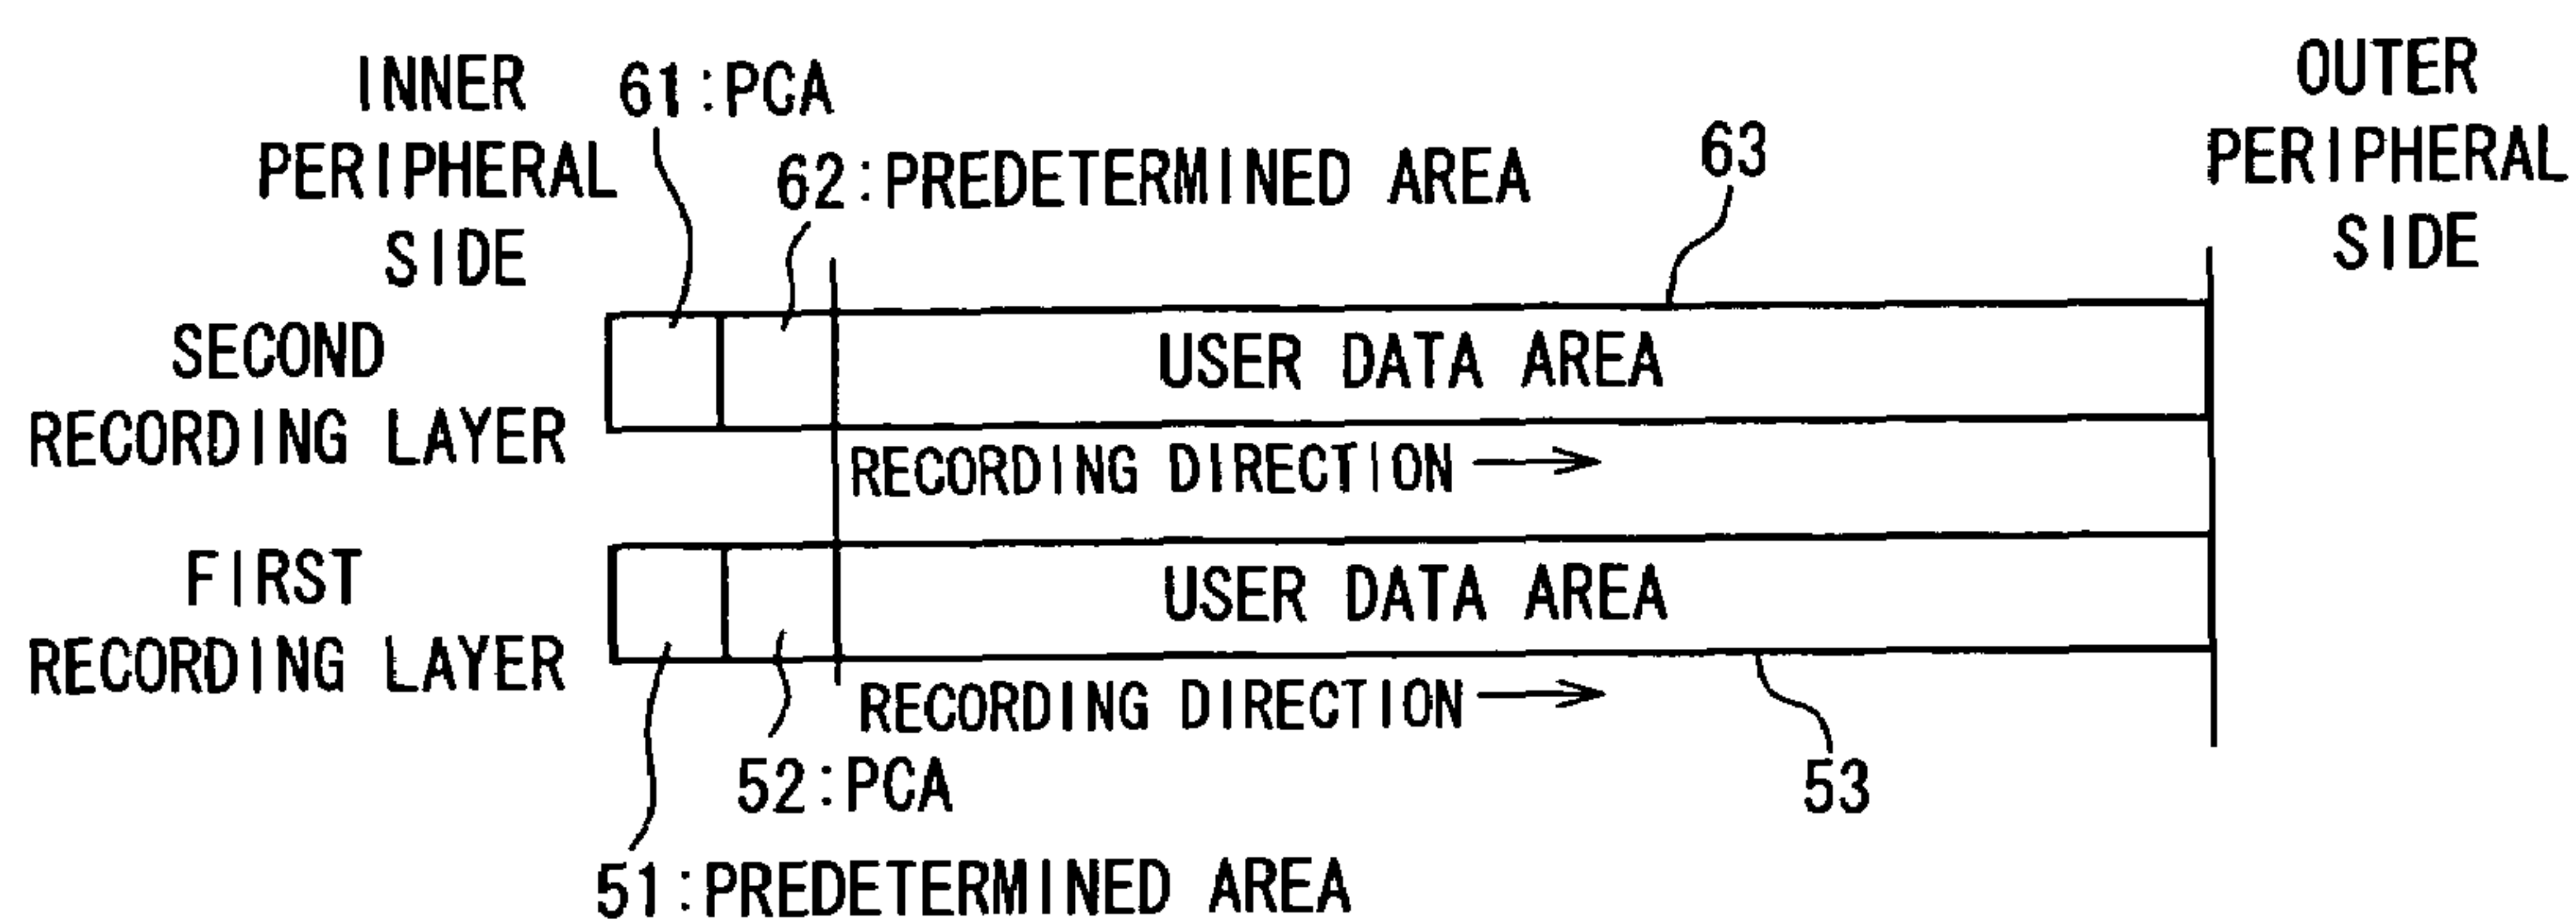 INNER
PERIPHERAL
SIDE
61:PCA
62:PREDETERMINED AREA
63
OUTER
PERIPHERAL
SIDE
SECOND
RECORDING LAYER
USER DATA AREA
RECORDING DIRECTION →
FIRST
RECORDING LAYER
USER DATA AREA
RECORDING DIRECTION →
52:PCA
53
51:PREDETERMINED AREA